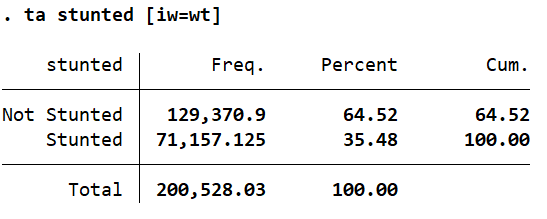 . ta stunted [iw=wt]
stunted Freq. Percent Cum.
Not Stunted 129,370.9 64.52 64.52
Stunted 71,157.125 35.48 100.00
Total 200,528.03 100.00